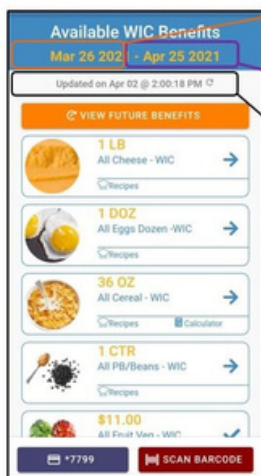 Available WIC Benefits
Mar 26 2021 - Apr 25 2021
Updated on Apr 02 @ 2:00:18 PM
VIEW FUTURE BENEFITS
1 LB
All Cheese - WIC
Recipes
1 DOZ
All Eggs Dozen -WIC
Recipes
36 OZ
All Cereal - WIC
Recipes Calculator
1 CTR
All PB/Beans - WIC
Recipes
$11.00
All Fruit Veg - WIC
*7799 SCAN BARCODE